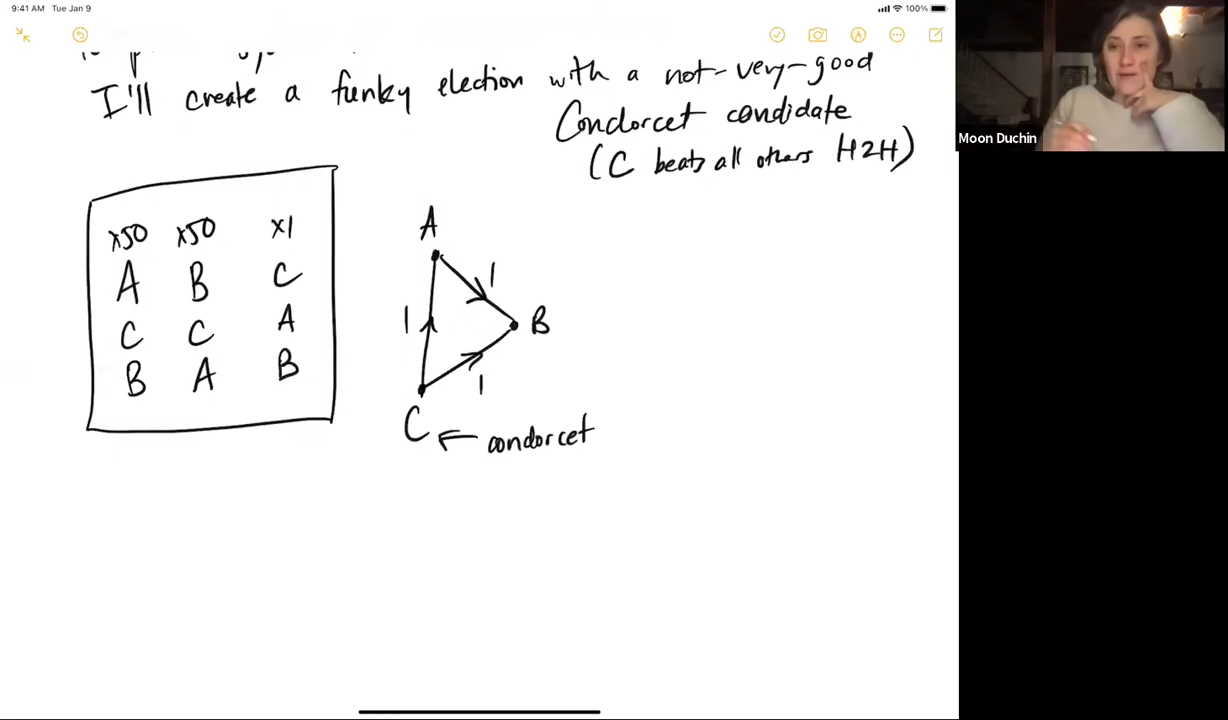 9:41 AM Tue Jan 9
100%
I'll create a funky election with a not-very-good
Condorcet candidate
(C beats all others H2H)
Moon Duchin
x50 x50 x1
A B C
C C A
B A B
A
1
1
B
1
C ← condorcet